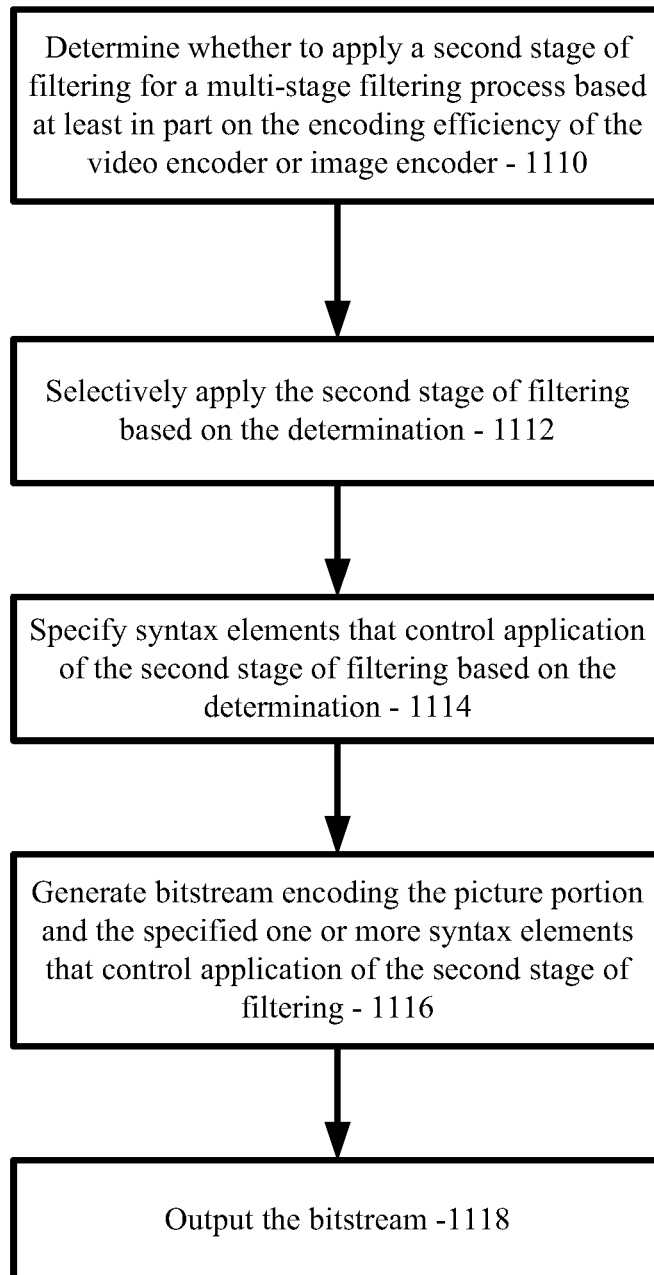 Determine whether to apply a second stage of
filtering for a multi-stage filtering process based
at least in part on the encoding efficiency of the
video encoder or image encoder - 1110
Selectively apply the second stage of filtering
based on the determination - 1112
Specify syntax elements that control application
of the second stage of filtering based on the
determination - 1114
Generate bitstream encoding the picture portion
and the specified one or more syntax elements
that control application of the second stage of
filtering - 1116
Output the bitstream -1118